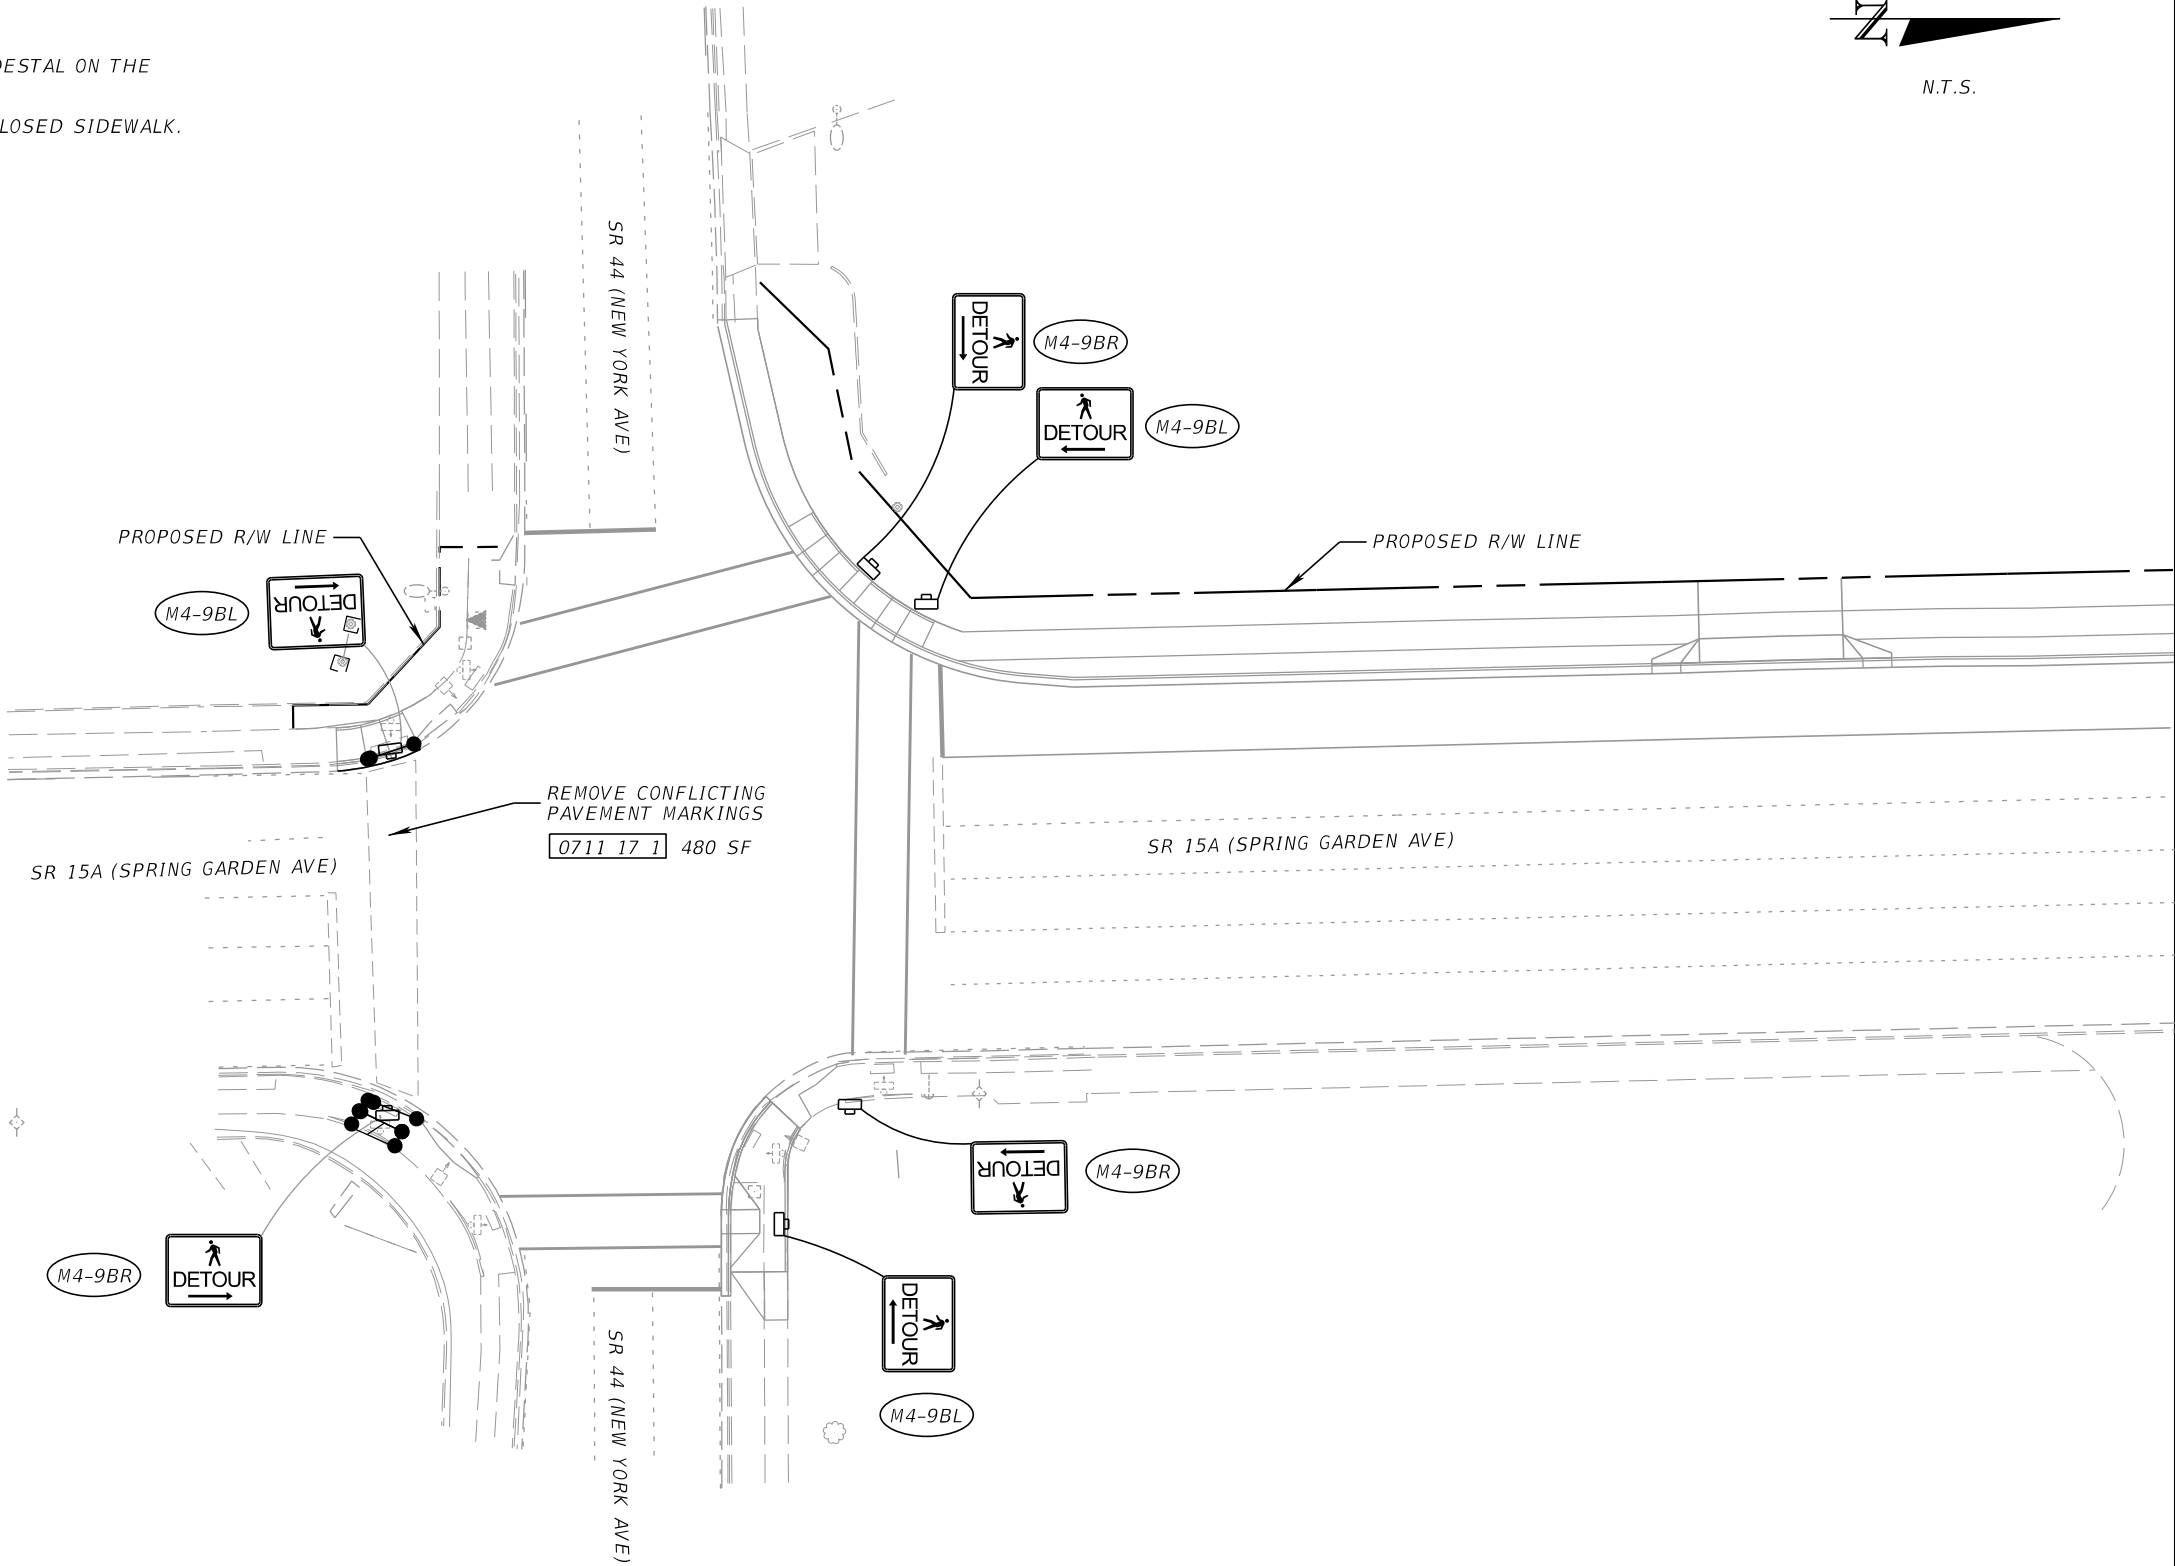 DESTAL ON THE
LOSED SIDEWALK.
N
N.T.S.
SR 44 (NEW YORK AVE)
DETOUR
M4-9BR
DETOUR
M4-9BL
PROPOSED R/W LINE
PROPOSED R/W LINE
DETOUR
M4-9BL
REMOVE CONFLICTING
PAVEMENT MARKINGS
0711 17 1 480 SF
SR 15A (SPRING GARDEN AVE)
SR 15A (SPRING GARDEN AVE)
DETOUR
M4-9BR
M4-9BR
DETOUR
DETOUR
M4-9BL
SR 44 (NEW YORK AVE)